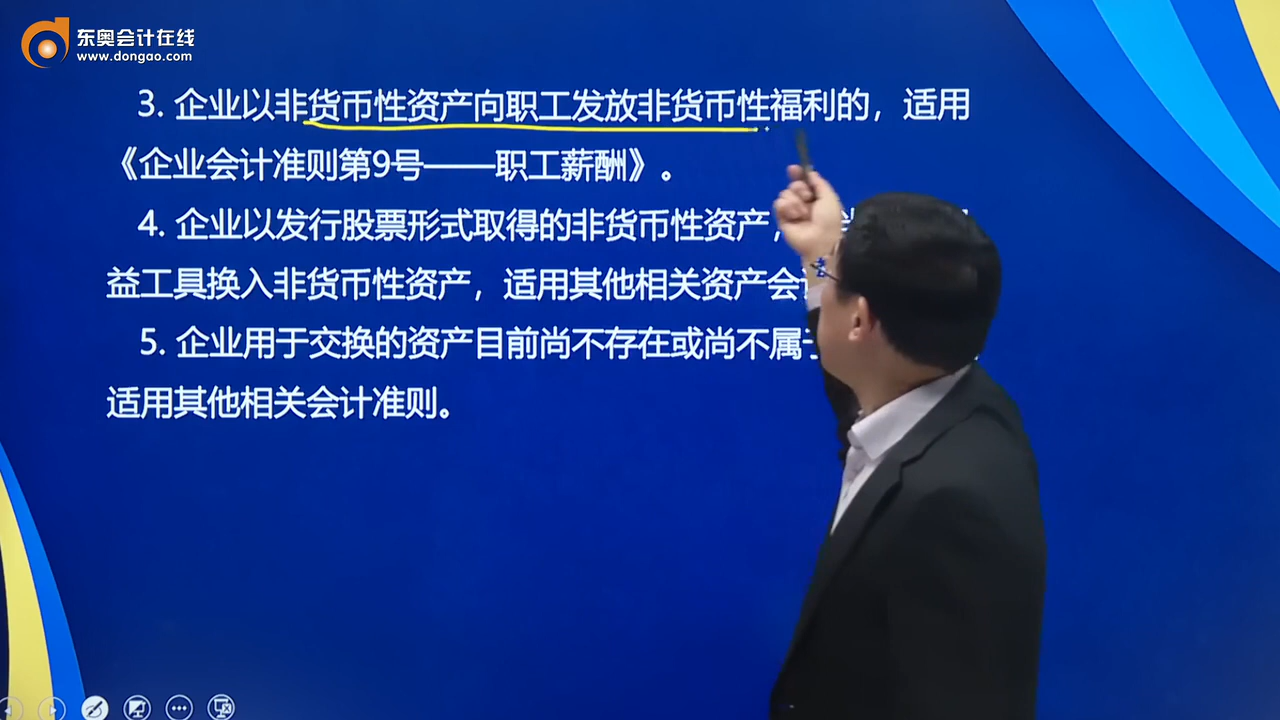 东奥会计在线
www.dongao.com
3. 企业以非货币性资产向职工发放非货币性福利的，适用
《企业会计准则第9号——职工薪酬》。
4. 企业以发行股票形式取得的非货币性资产，
益工具换入非货币性资产，适用其他相关资产会
5. 企业用于交换的资产目前尚不存在或尚不属
适用其他相关会计准则。